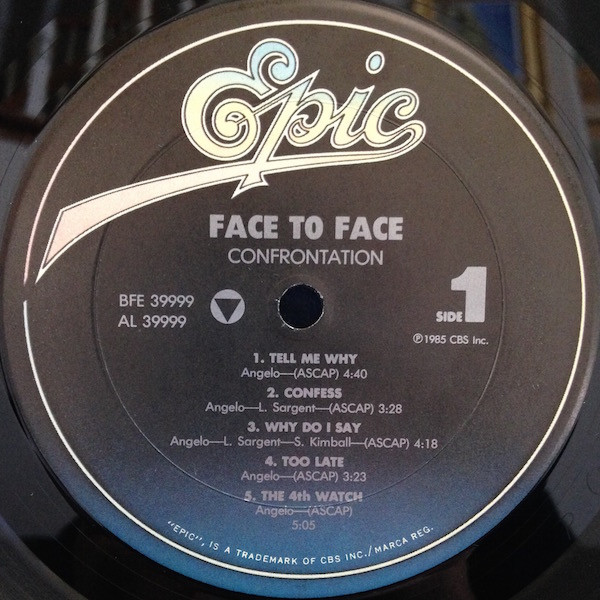 Epic
FACE TO FACE
CONFRONTATION
BFE 39999
AL 39999
SIDE 1
℗1985 CBS Inc.
1. TELL ME WHY
Angelo—(ASCAP) 4:40
2. CONFESS
Angelo—L. Sargent—(ASCAP) 3:28
3. WHY DO I SAY
Angelo—L. Sargent—S. Kimball—(ASCAP) 4:18
4. TOO LATE
Angelo—(ASCAP) 3:23
5. THE 4th WATCH
Angelo—(ASCAP)
5:05
"EPIC", IS A TRADEMARK OF CBS INC./MARCA REG.